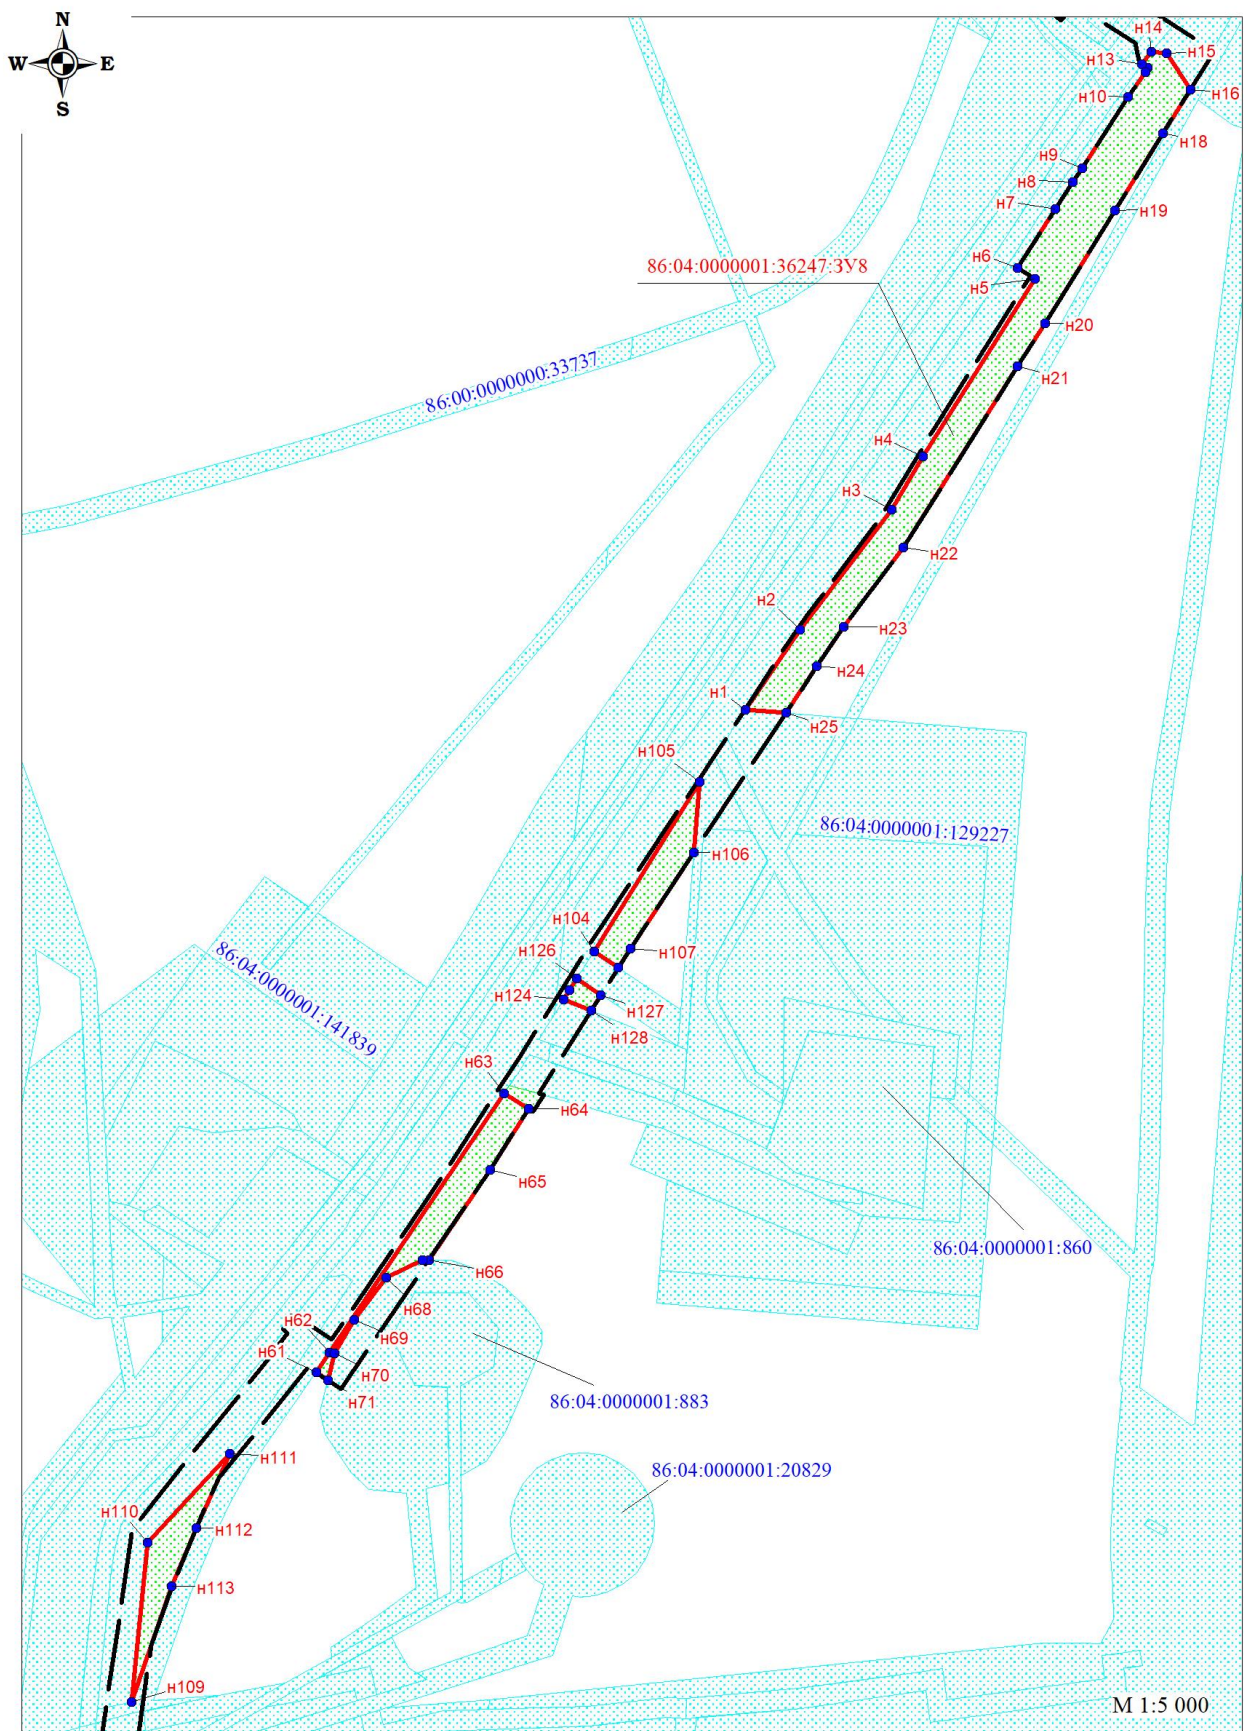 N
W E
S
н14
н13
н15
н10
н16
н18
н9
н8
н7
н19
н6
86:04:0000001:36247:ЗУ8
н5
н20
н21
86:00:0000000:33737
н4
н3
н22
н2
н23
н24
н1
н25
н105
86:04:0000001:129227
н106
н104
н107
н126
86:04:0000001:141839
н124
н127
н128
н63
н64
н65
86:04:0000001:860
н66
н68
н62
н69
н61
н70
н71
86:04:0000001:883
н111
86:04:0000001:20829
н110
н112
н113
н109
М 1:5 000